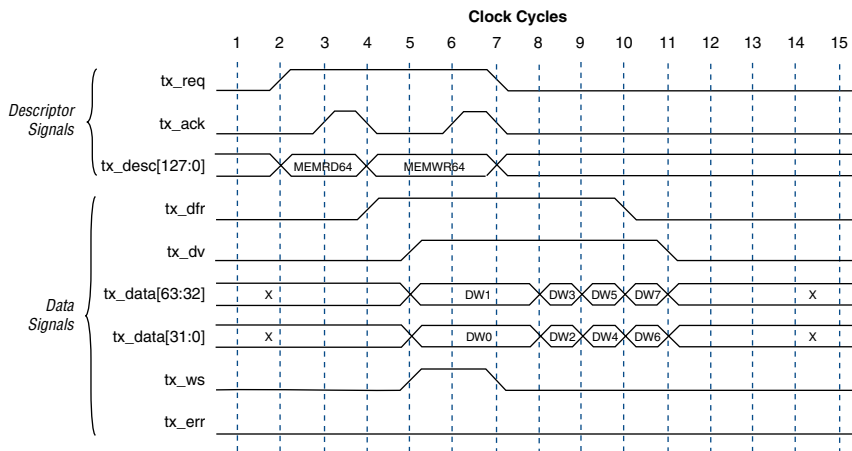 Clock Cycles
1 2 3 4 5 6 7 8 9 10 11 12 13 14 15
Descriptor
Signals
tx_req
tx_ack
tx_desc[127:0] MEMRD64 MEMWR64
Data
Signals
tx_dfr
tx_dv
tx_data[63:32] X DW1 DW3 DW5 DW7 X
tx_data[31:0] X DW0 DW2 DW4 DW6 X
tx_ws
tx_err